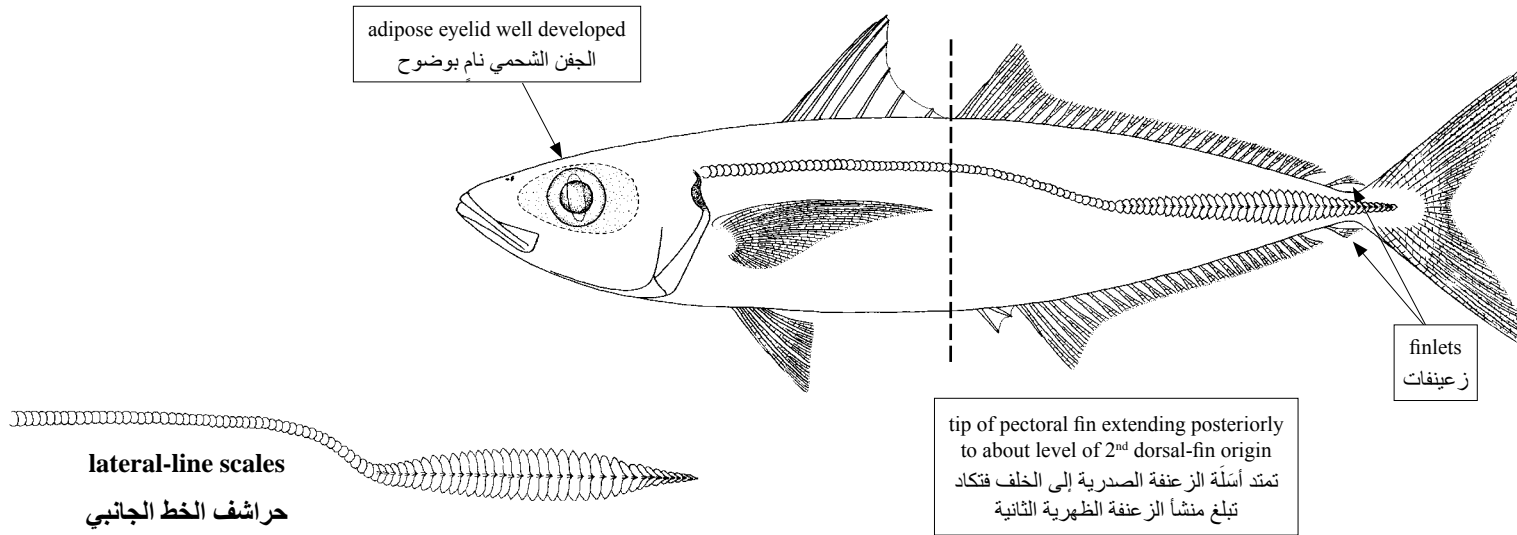 adipose eyelid well developed
الجفن الشحمي نامٍ بوضوح
finlets
زعينفات
tip of pectoral fin extending posteriorly
to about level of 2nd dorsal-fin origin
تمتد أسَلَة الزعنفة الصدرية إلى الخلف فتكاد
تبلغ منشأ الزعنفة الظهرية الثانية
lateral-line scales
حراشف الخط الجانبي